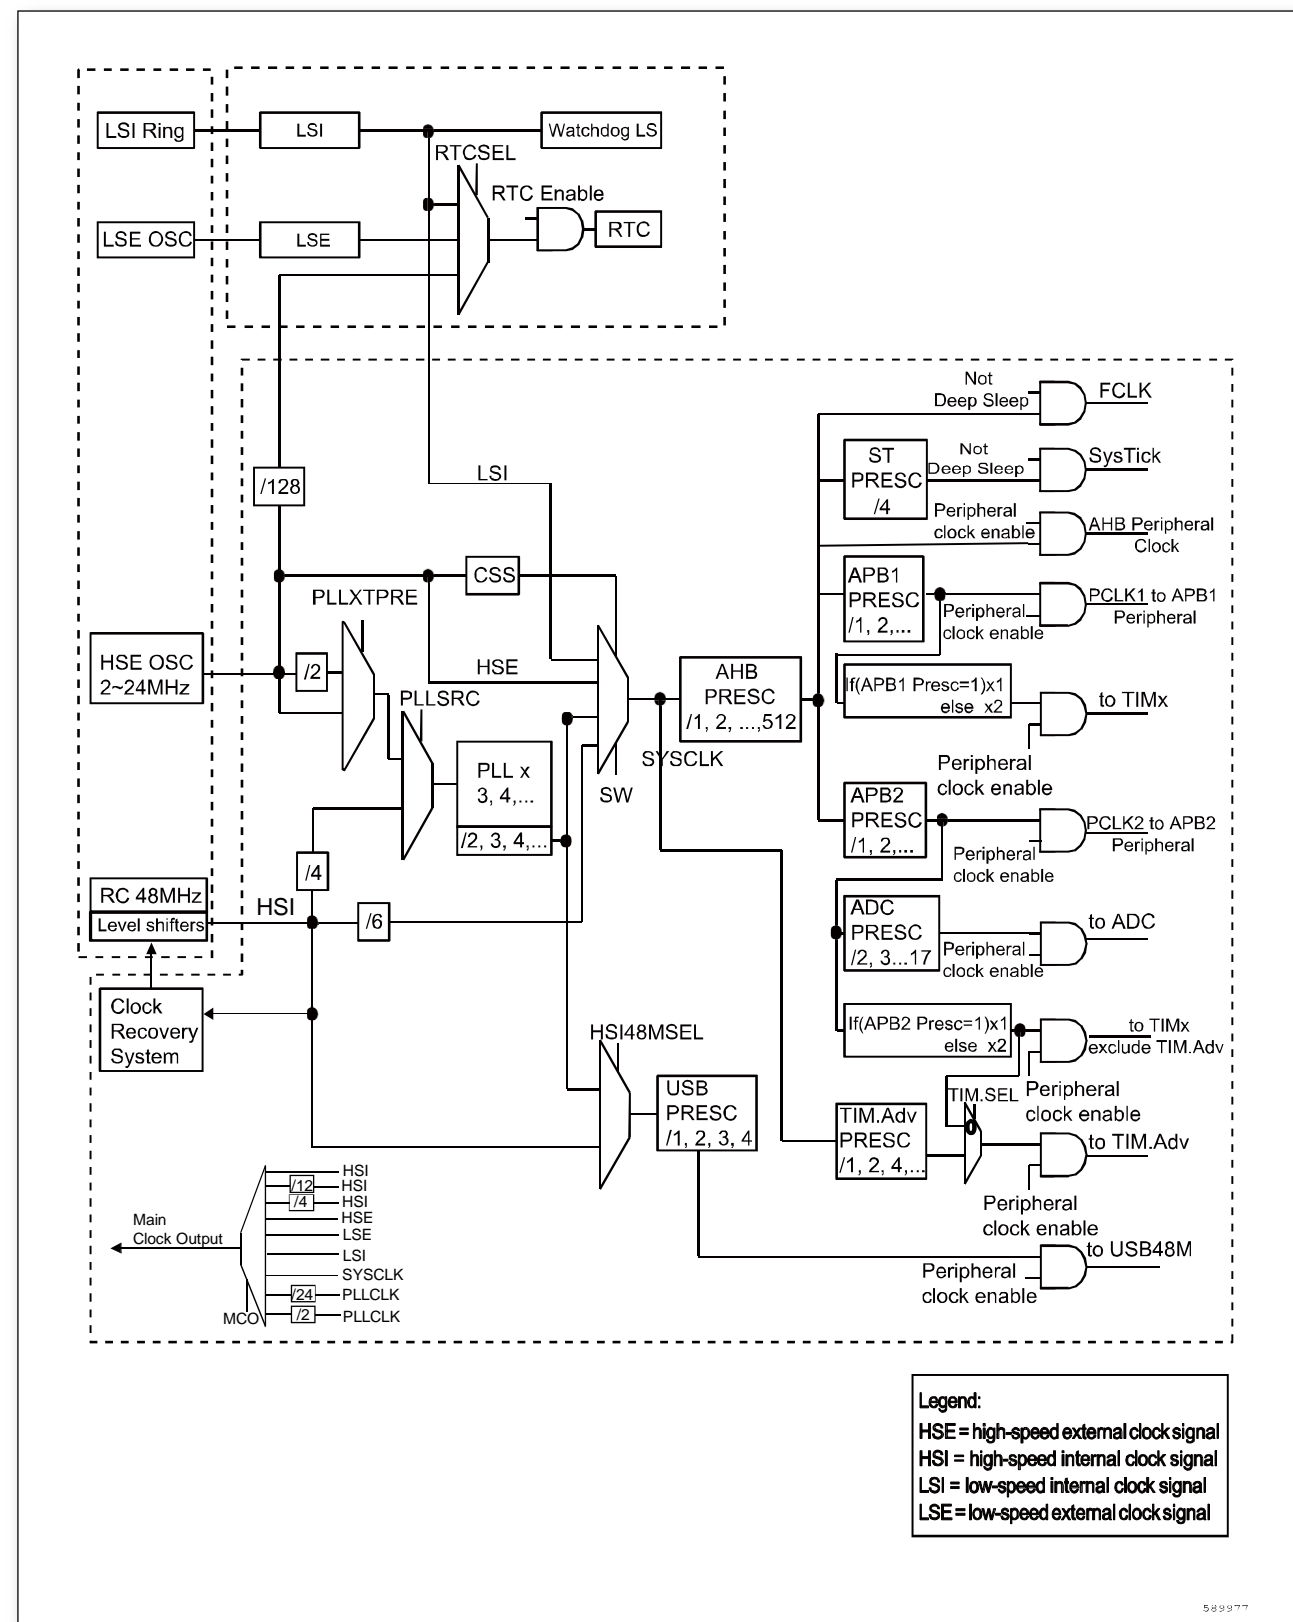 LSI Ring
LSI
Watchdog LS
RTCSEL
RTC Enable
LSE OSC
LSE
RTC
Not
Deep Sleep
FCLK
ST
PRESC
/4
Not
Deep Sleep
SysTick
/128
LSI
Peripheral
clock enable
AHB Peripheral
Clock
CSS
PLLXTPRE
APB1
PRESC
/1, 2,...
Peripheral
clock enable
PCLK1 to APB1
Peripheral
HSE OSC
2~24MHz
/2
HSE
PLLSRC
AHB
PRESC
/1, 2, ...,512
If(APB1 Presc=1)x1
else x2
to TIMx
Peripheral
clock enable
SYSCLK
SW
PLL x
3, 4,...
/2, 3, 4,...
APB2
PRESC
/1, 2,...
PCLK2 to APB2
Peripheral
Peripheral
clock enable
/4
RC 48MHz
Level shifters
HSI
/6
ADC
PRESC
/2, 3...17
Peripheral
clock enable
to ADC
Clock
Recovery
System
HSI48MSEL
If(APB2 Presc=1)x1
else x2
to TIMx
exclude TIM.Adv
Peripheral
clock enable
USB
PRESC
/1, 2, 3, 4
TIM.SEL
0
TIM.Adv
PRESC
/1, 2, 4,...
to TIM.Adv
Peripheral
clock enable
to USB48M
Peripheral
clock enable
HSI
/12 HSI
/4 HSI
HSE
LSE
LSI
SYSCLK
/24 PLLCLK
/2 PLLCLK
Main
Clock Output
MCO
Legend:
HSE = high-speed external clock signal
HSI = high-speed internal clock signal
LSI = low-speed internal clock signal
LSE = low-speed external clock signal
589977